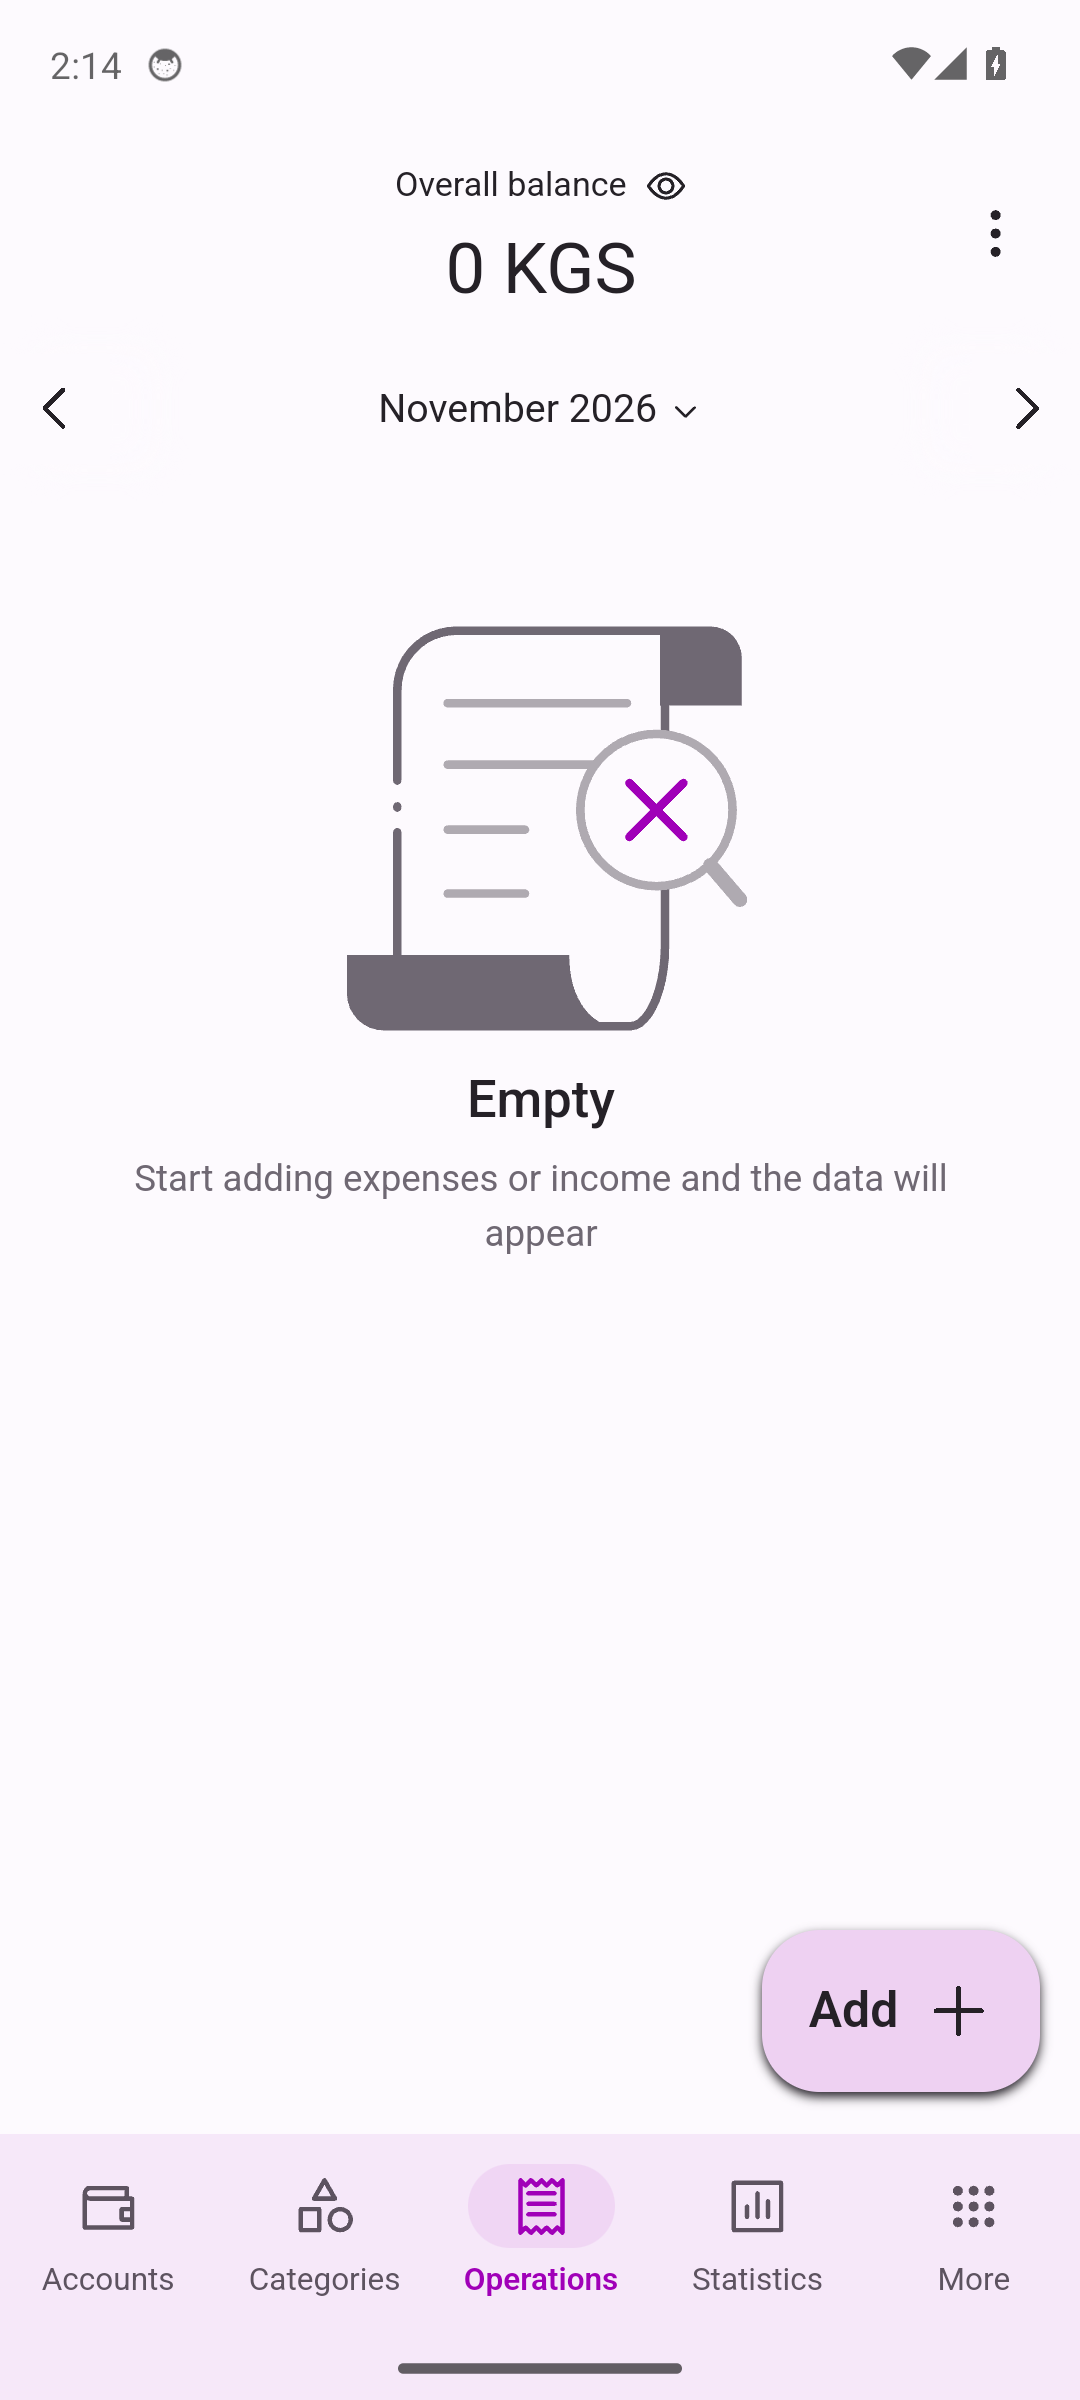 2:14
Overall balance
0 KGS
November 2026
Empty
Start adding expenses or income and the data will
appear
Add
Accounts
Categories
Operations
Statistics
More